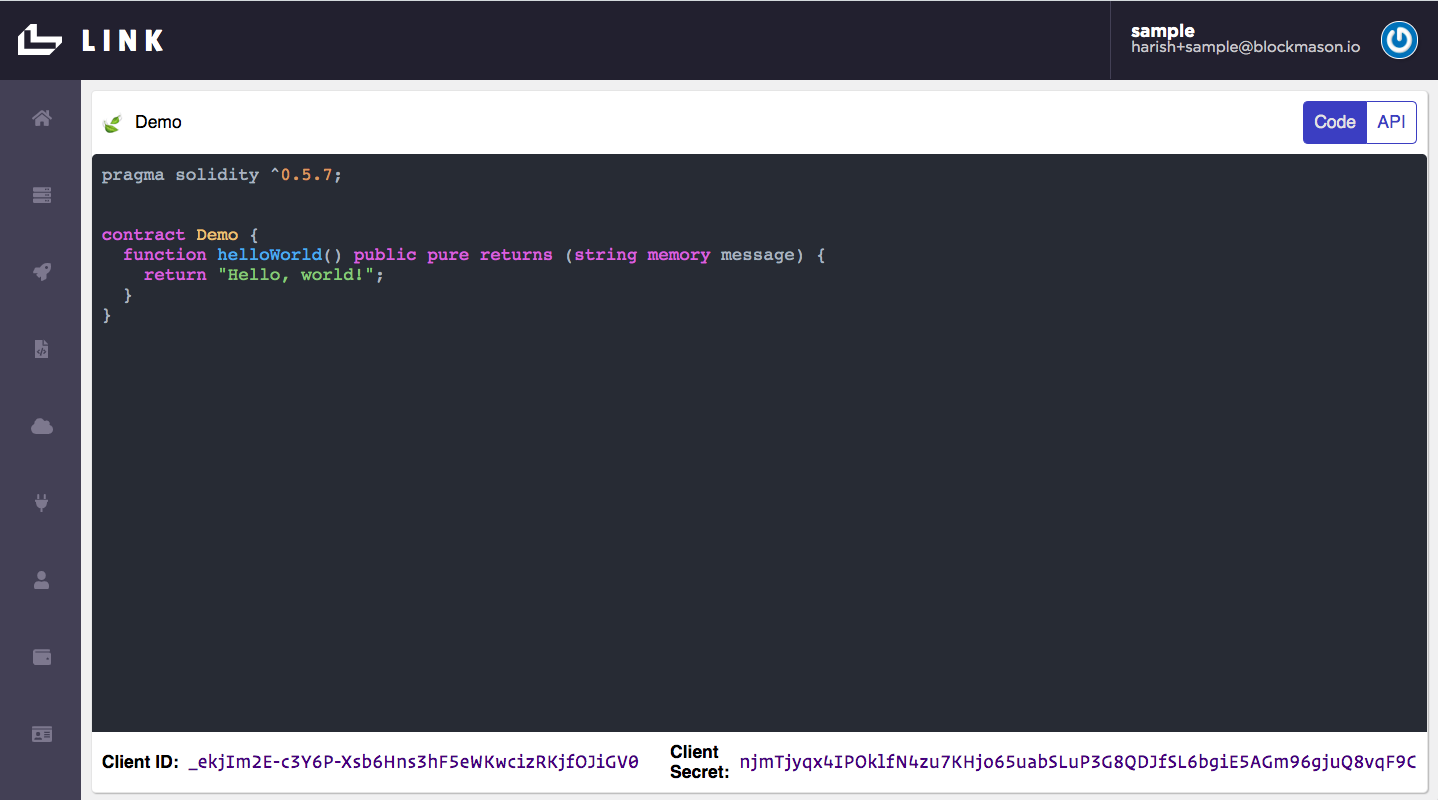 LINK
sample
harish+sample@blockmason.io
Demo
Code
API
pragma solidity ^0.5.7;
contract Demo {
function helloWorld() public pure returns (string memory message) {
return "Hello, world!";
}
}
Client ID: _ekjIm2E-c3Y6P-Xsb6Hns3hF5eWKwcizRKjfOJiGV0
Client
Secret: njmTjyqx4IPOklfN4zu7KHjo65uabSLuP3G8QDJfSL6bgiE5AGm96gjuQ8vqF9C